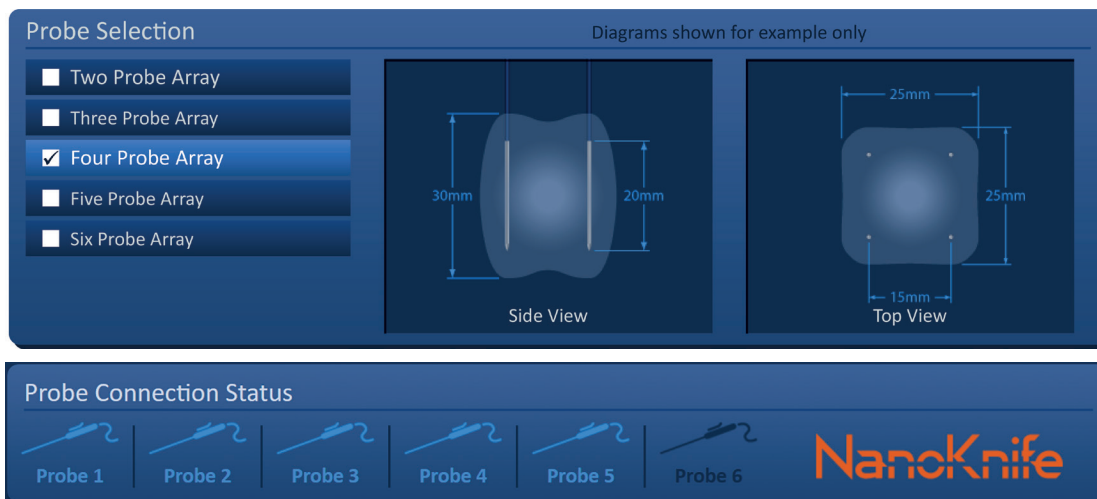 Probe Selection
Diagrams shown for example only
Two Probe Array
Three Probe Array
Four Probe Array
Five Probe Array
Six Probe Array
30mm
20mm
Side View
25mm
25mm
15mm
Top View
Probe Connection Status
Probe 1
Probe 2
Probe 3
Probe 4
Probe 5
Probe 6
NanoKnife